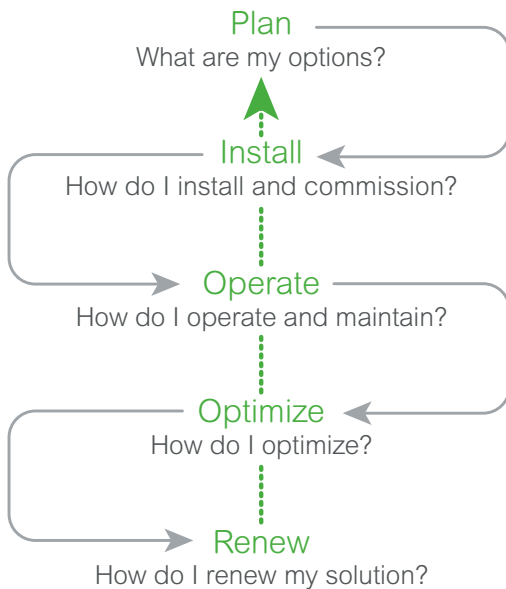 Plan
What are my options?
Install
How do I install and commission?
Operate
How do I operate and maintain?
Optimize
How do I optimize?
Renew
How do I renew my solution?